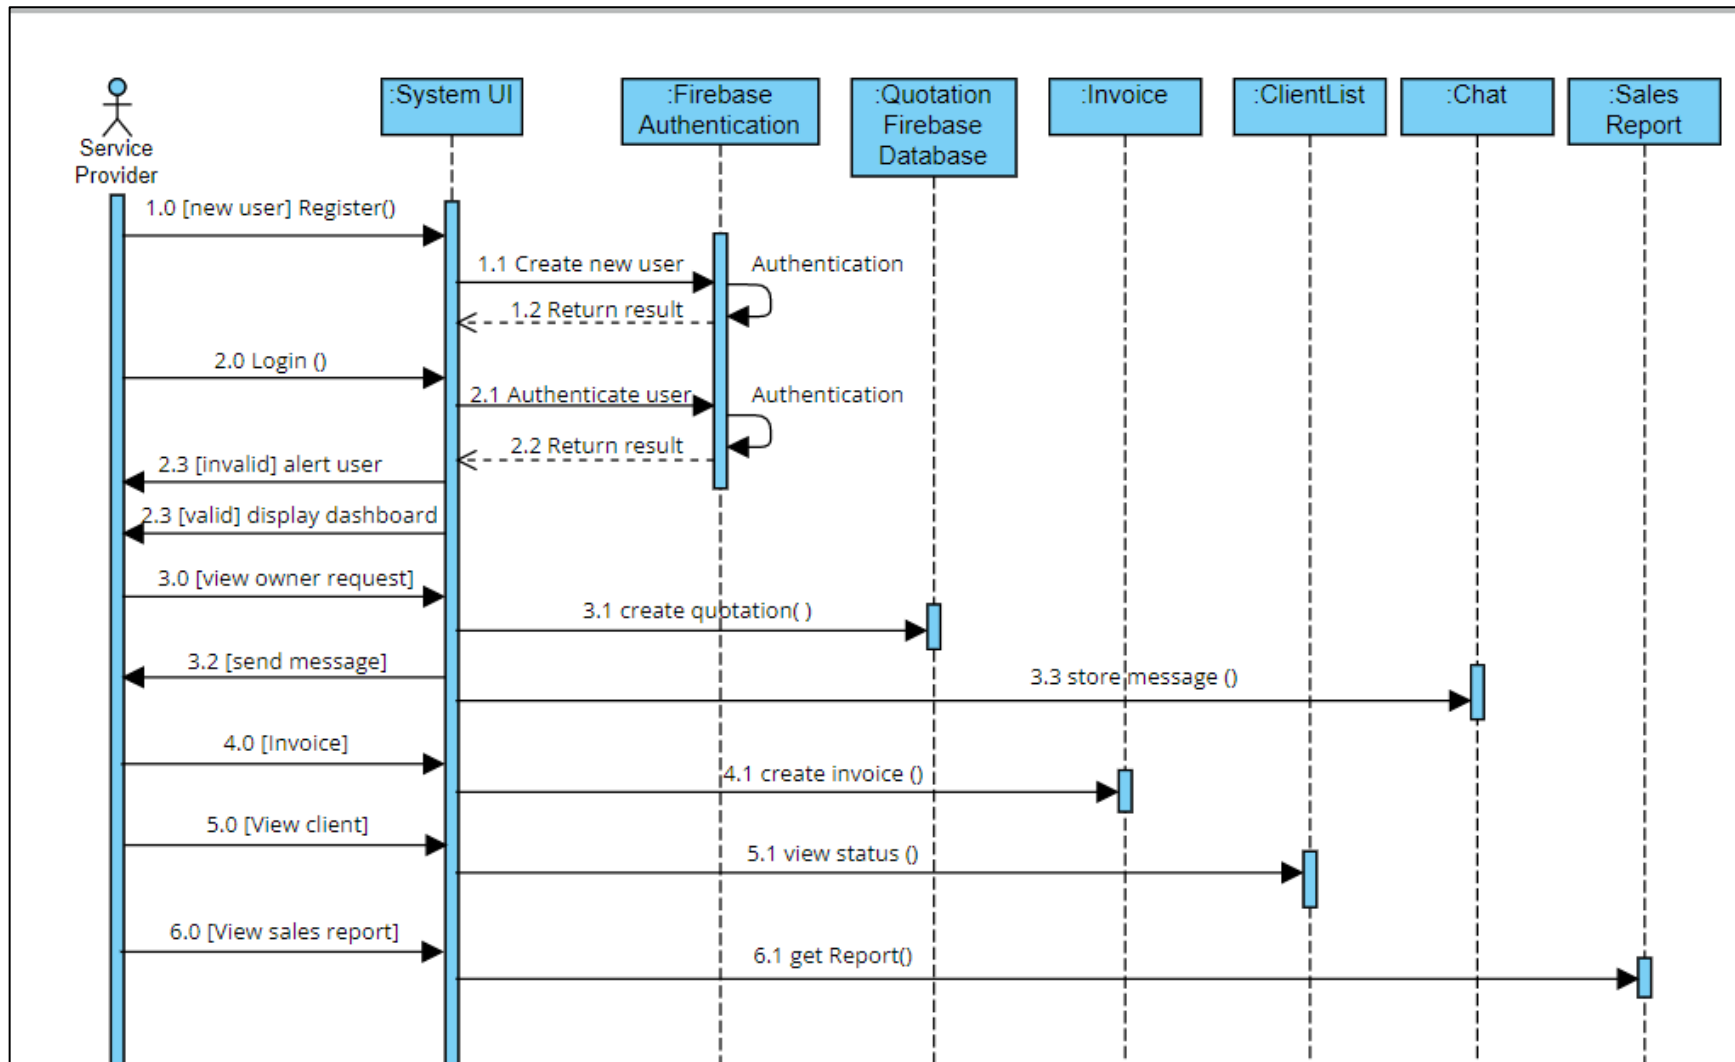 :System UI
:Firebase
Authentication
:Quotation
Firebase
Database
:Invoice
:ClientList
:Chat
:Sales
Report
Service
Provider
1.0 [new user] Register()
1.1 Create new user
Authentication
1.2 Return result
2.0 Login ()
2.1 Authenticate user
Authentication
2.2 Return result
2.3 [invalid] alert user
2.3 [valid] display dashboard
3.0 [view owner request]
3.1 create quotation( )
3.2 [send message]
3.3 store message ()
4.0 [Invoice]
4.1 create invoice ()
5.0 [View client]
5.1 view status ()
6.0 [View sales report]
6.1 get Report()